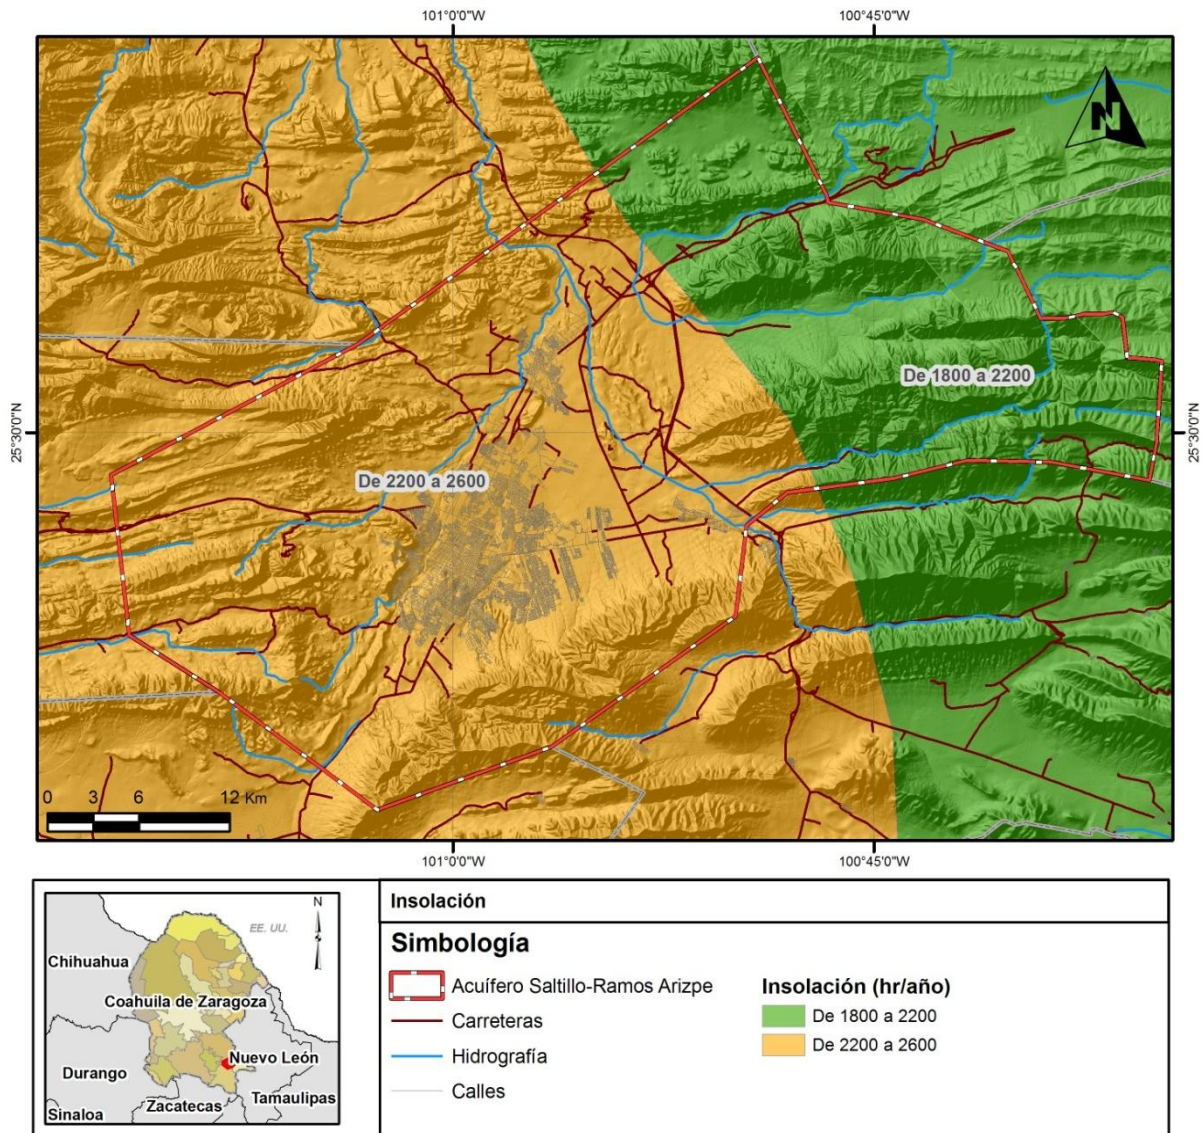 101°0'0"W
100°45'0"W
N
De 1800 a 2200
25°30'0"N
25°30'0"N
De 2200 a 2600
0 3 6 12 Km
101°0'0"W
100°45'0"W
N
EE. UU.
Chihuahua
Coahuila de Zaragoza
Nuevo León
Durango
Tamaulipas
Zacatecas
Sinaloa
Insolación
Simbología
Acuífero Saltillo-Ramos Arizpe
Carreteras
Hidrografía
Calles
Insolación (hr/año)
De 1800 a 2200
De 2200 a 2600